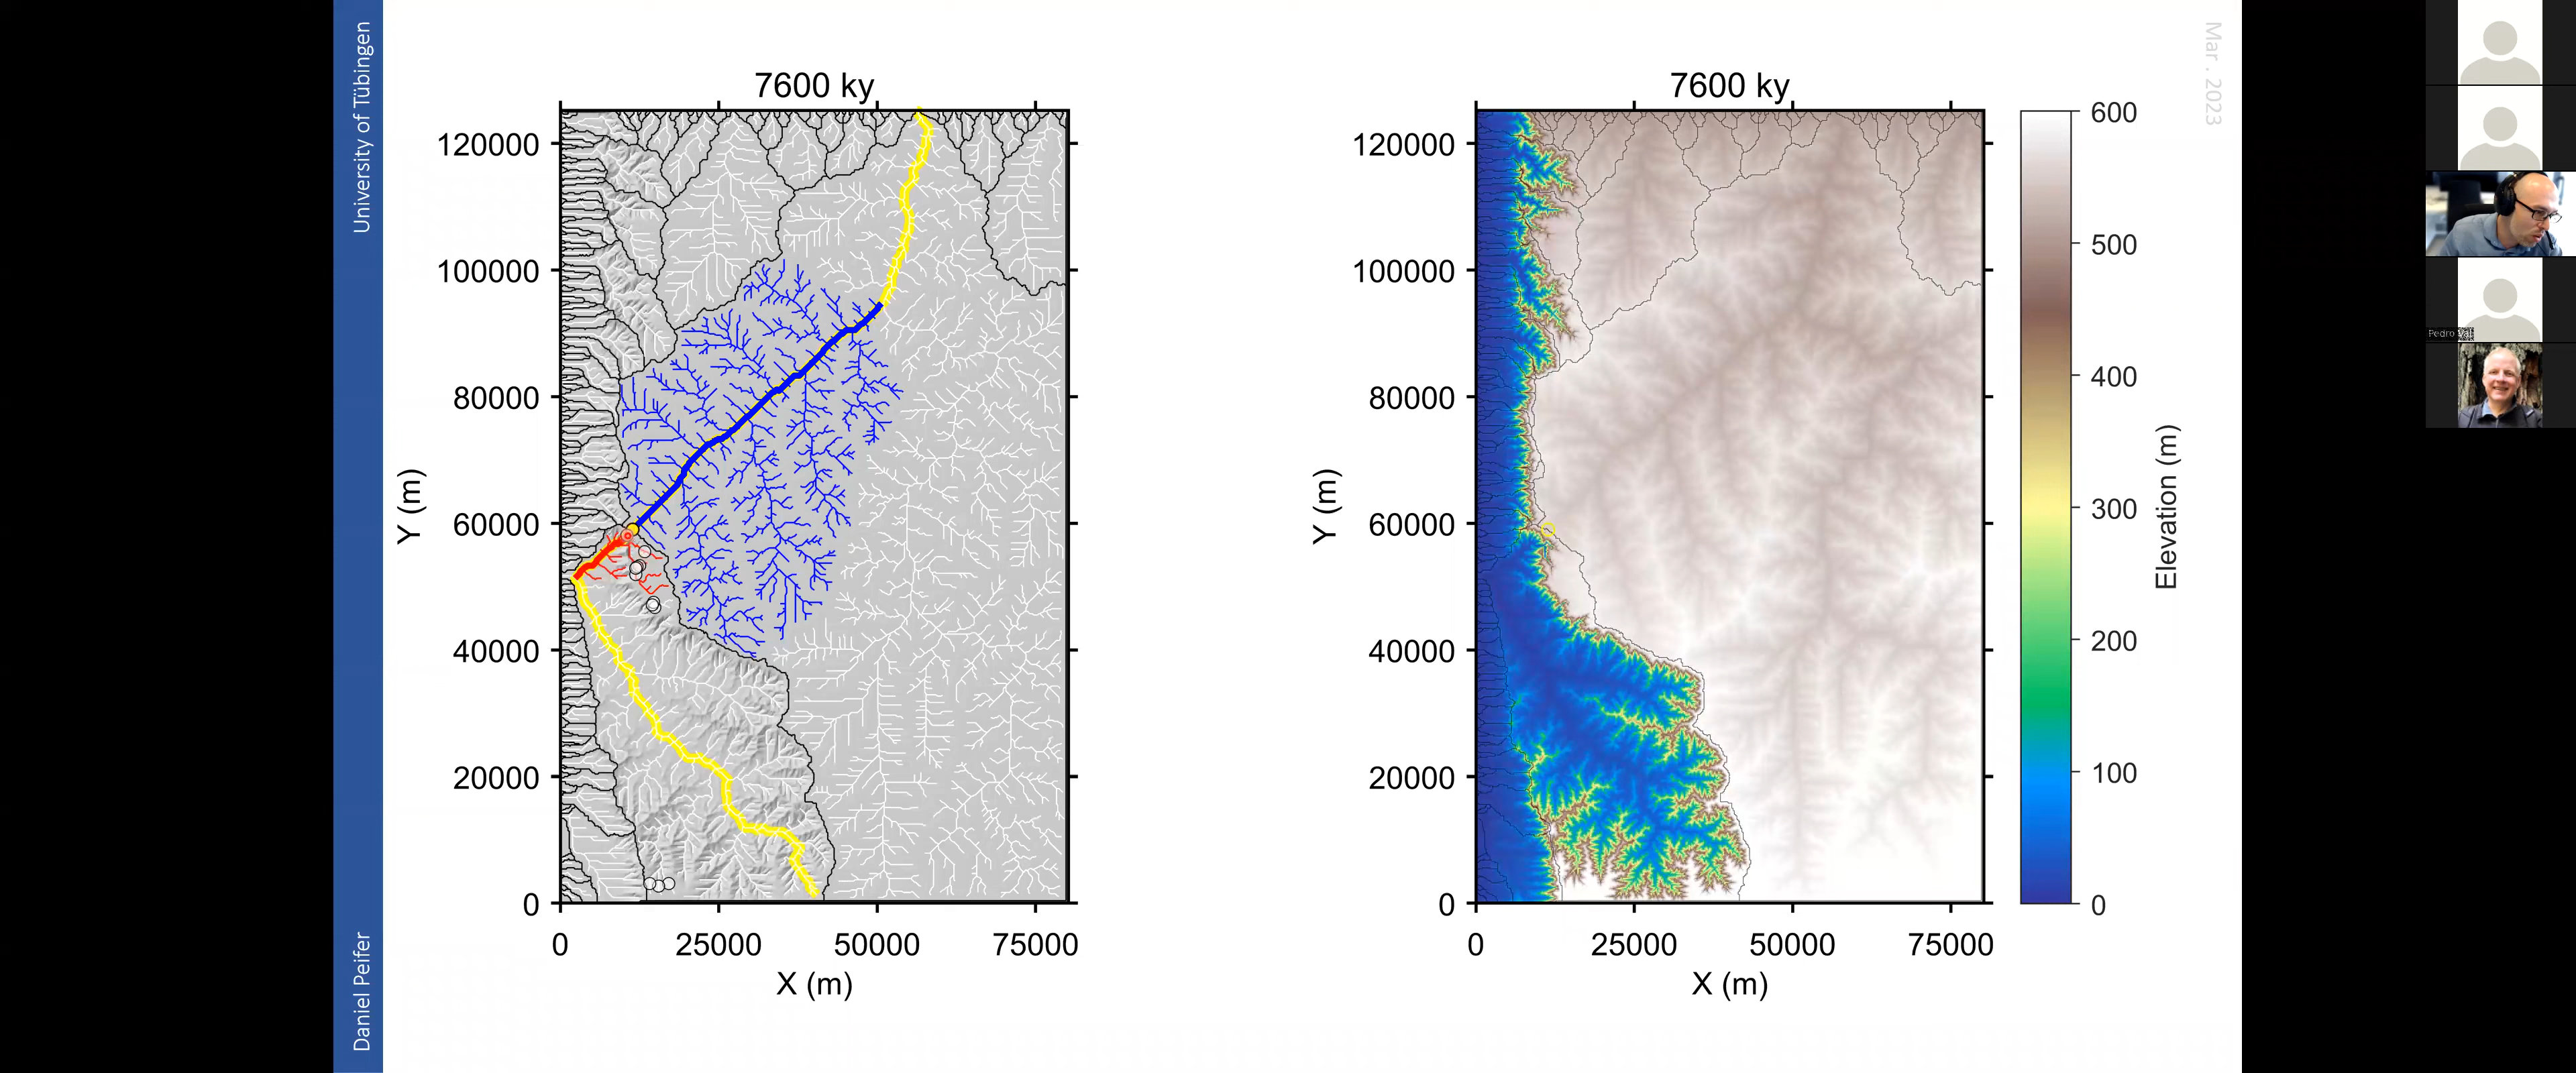 University of Tübingen
Daniel Peifer
7600 ky
120000
100000
80000
60000
40000
20000
0
Y (m)
0
25000
50000
75000
X (m)
7600 ky
120000
100000
80000
60000
40000
20000
0
Y (m)
0
25000
50000
75000
X (m)
600
500
400
300
200
100
0
Elevation (m)
Mar . 2023
Pedro Val